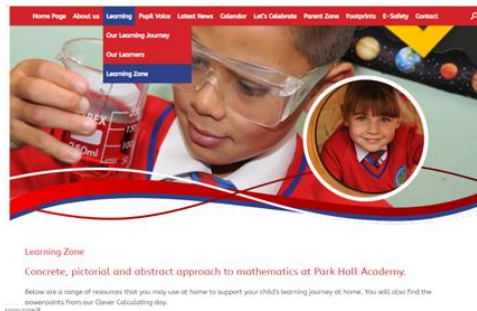 Home Page About us Learning Pupil Voice Latest News Calendar Let's Celebrate Parent Zone Footprints E-Safety Contact
Our Learning Journey
Our Learners
Learning Zone
250ml
Learning Zone
Concrete, pictorial and abstract approach to mathematics at Park Hall Academy.
Below are a range of resources that you may use at home to support your child's learning journey at home. You will also find the
powerpoints from our Clever Calculating day.